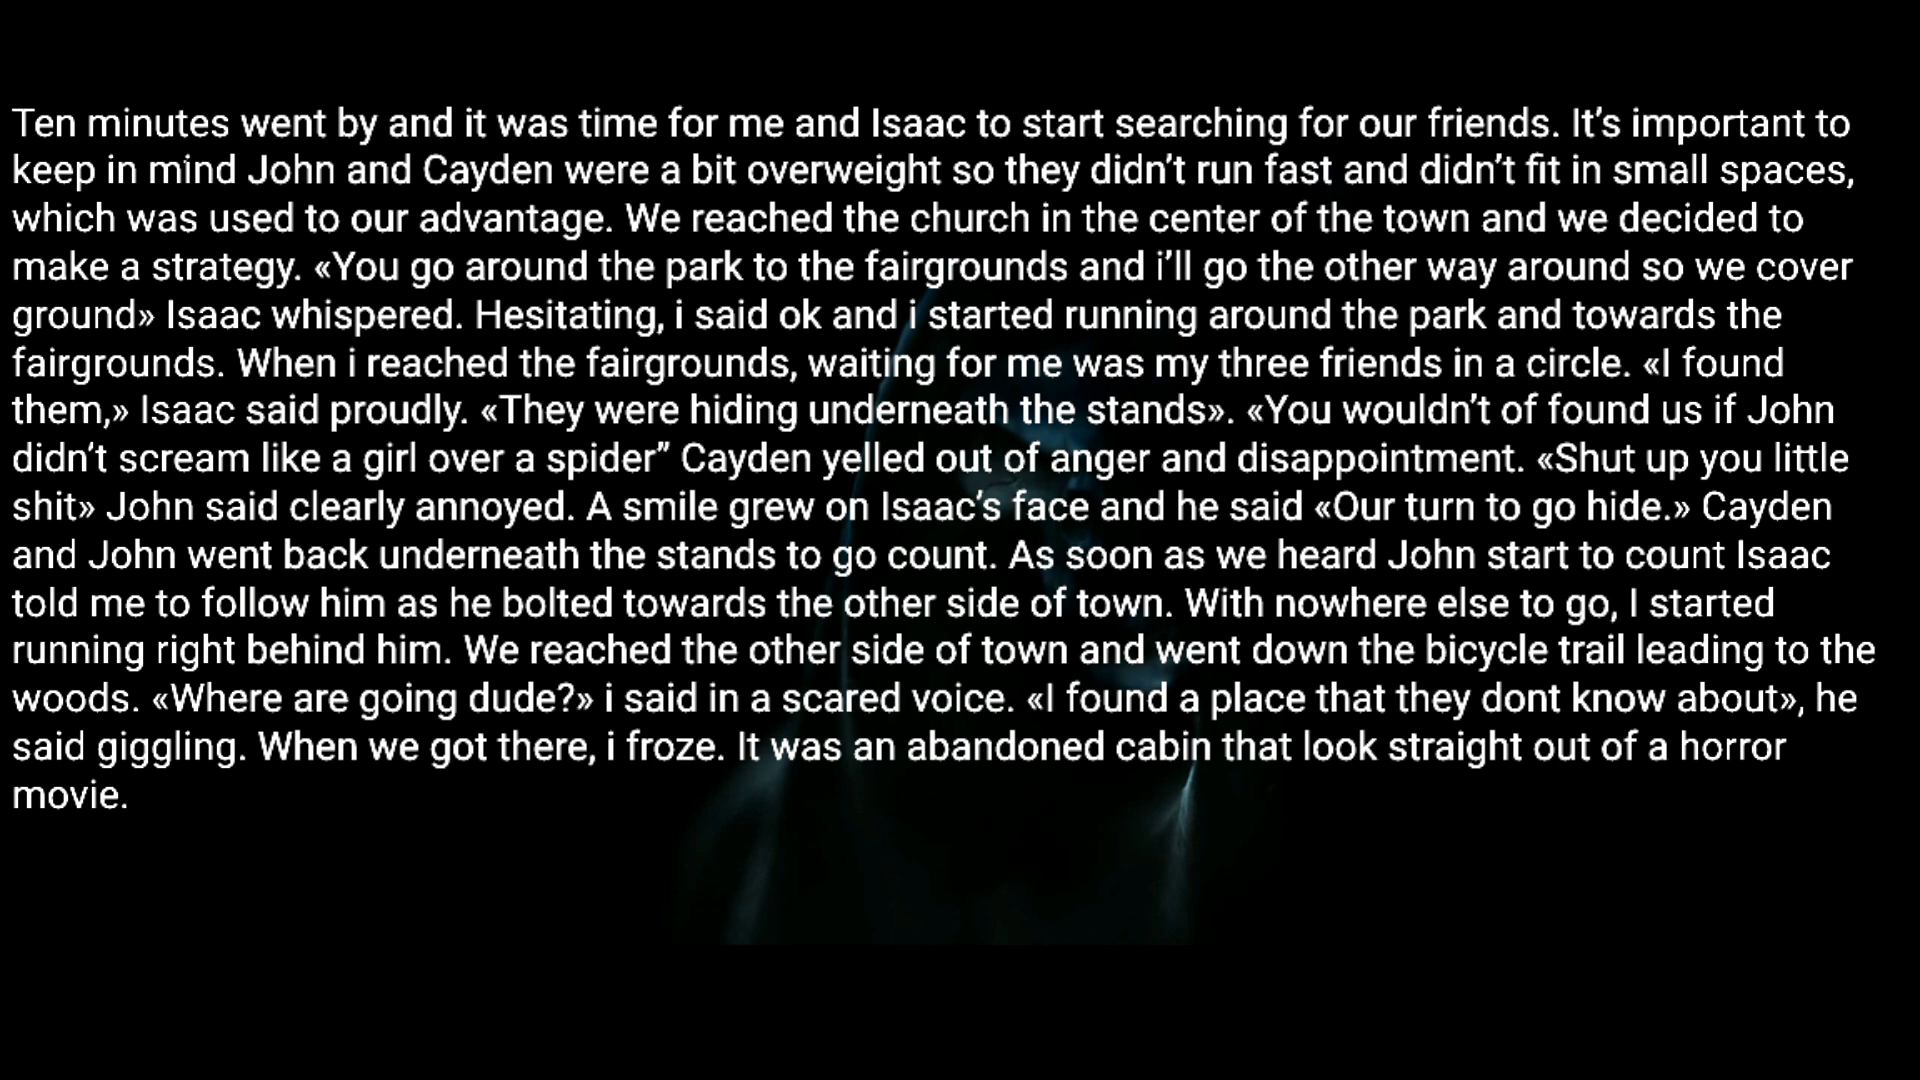 Ten minutes went by and it was time for me and Isaac to start searching for our friends. It’s important to
keep in mind John and Cayden were a bit overweight so they didn’t run fast and didn’t fit in small spaces,
which was used to our advantage. We reached the church in the center of the town and we decided to
make a strategy. «You go around the park to the fairgrounds and i’ll go the other way around so we cover
ground» Isaac whispered. Hesitating, i said ok and i started running around the park and towards the
fairgrounds. When i reached the fairgrounds, waiting for me was my three friends in a circle. «I found
them,» Isaac said proudly. «They were hiding underneath the stands». «You wouldn’t of found us if John
didn’t scream like a girl over a spider” Cayden yelled out of anger and disappointment. «Shut up you little
shit» John said clearly annoyed. A smile grew on Isaac’s face and he said «Our turn to go hide.» Cayden
and John went back underneath the stands to go count. As soon as we heard John start to count Isaac
told me to follow him as he bolted towards the other side of town. With nowhere else to go, I started
running right behind him. We reached the other side of town and went down the bicycle trail leading to the
woods. «Where are going dude?» i said in a scared voice. «I found a place that they dont know about», he
said giggling. When we got there, i froze. It was an abandoned cabin that look straight out of a horror
movie.